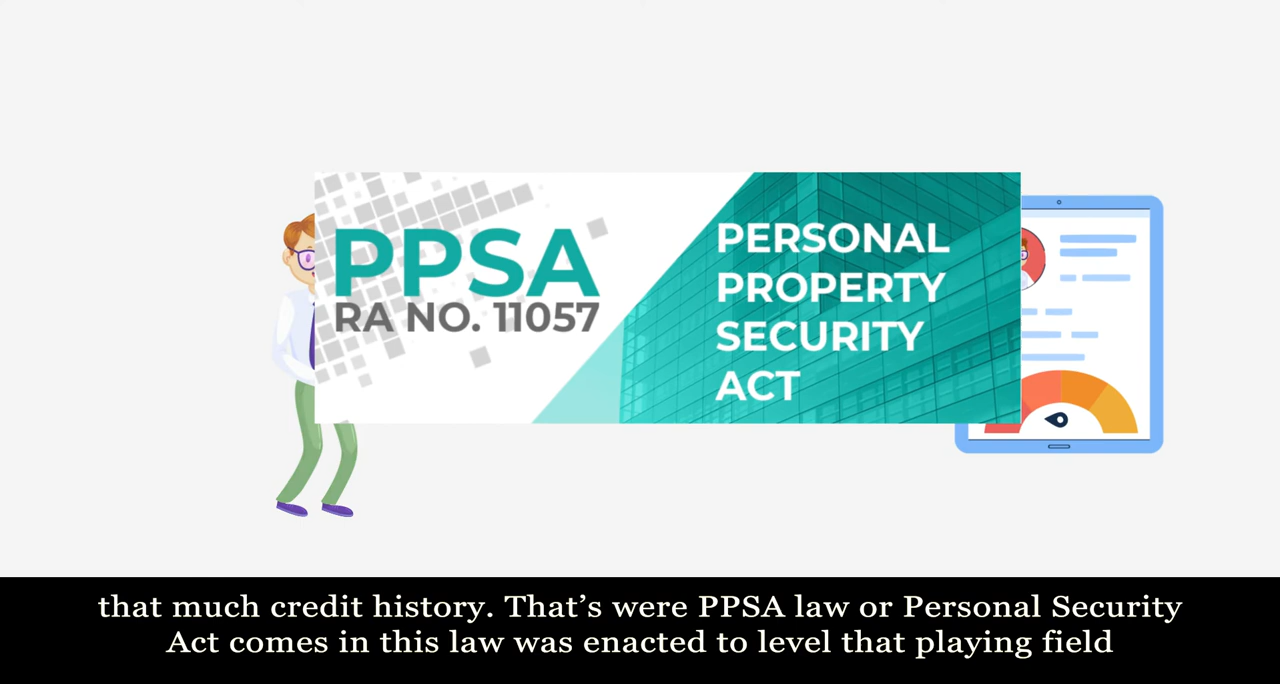 PPSA
RA NO. 11057
PERSONAL
PROPERTY
SECURITY
ACT
that much credit history. That’s were PPSA law or Personal Security
Act comes in this law was enacted to level that playing field